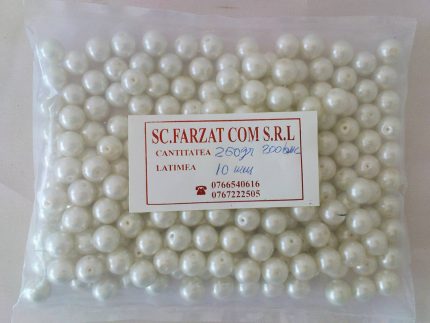 SC.FARZAT COM S.R.L
CANTITATEA 250gr 200buc
LATIMEA 10 mm
☎ 0766540616
0767222505